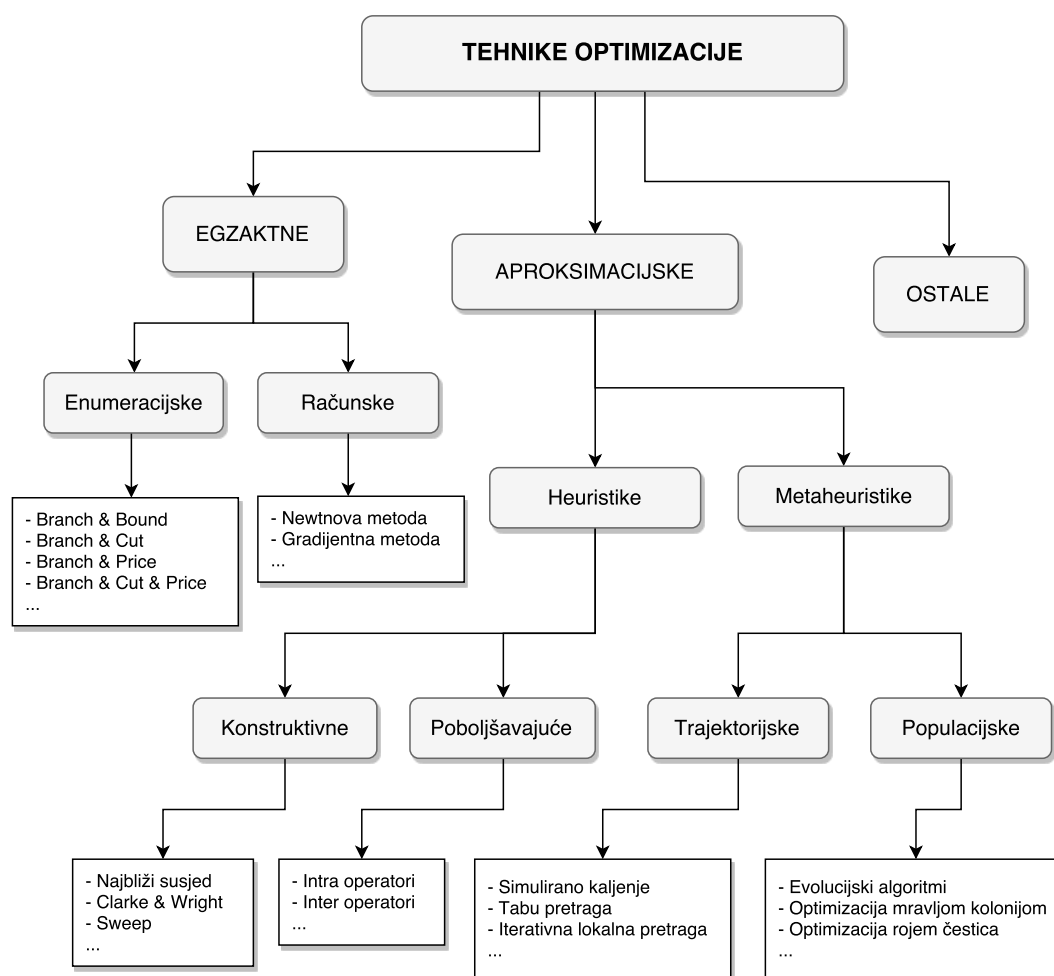 TEHNIKE OPTIMIZACIJE
EGZAKTNE
APROKSIMACIJSKE
OSTALE
Enumeracijske
Računske
- Branch & Bound
- Branch & Cut
- Branch & Price
- Branch & Cut & Price
...
- Newtnova metoda
- Gradijentna metoda
...
Heuristike
Metaheuristike
Konstruktivne
Poboljšavajuće
Trajektorijske
Populacijske
- Najbliži susjed
- Clarke & Wright
- Sweep
...
- Intra operatori
- Inter operatori
...
- Simulirano kaljenje
- Tabu pretraga
- Iterativna lokalna pretraga
...
- Evolucijski algoritmi
- Optimizacija mravljom kolonijom
- Optimizacija rojem čestica
...